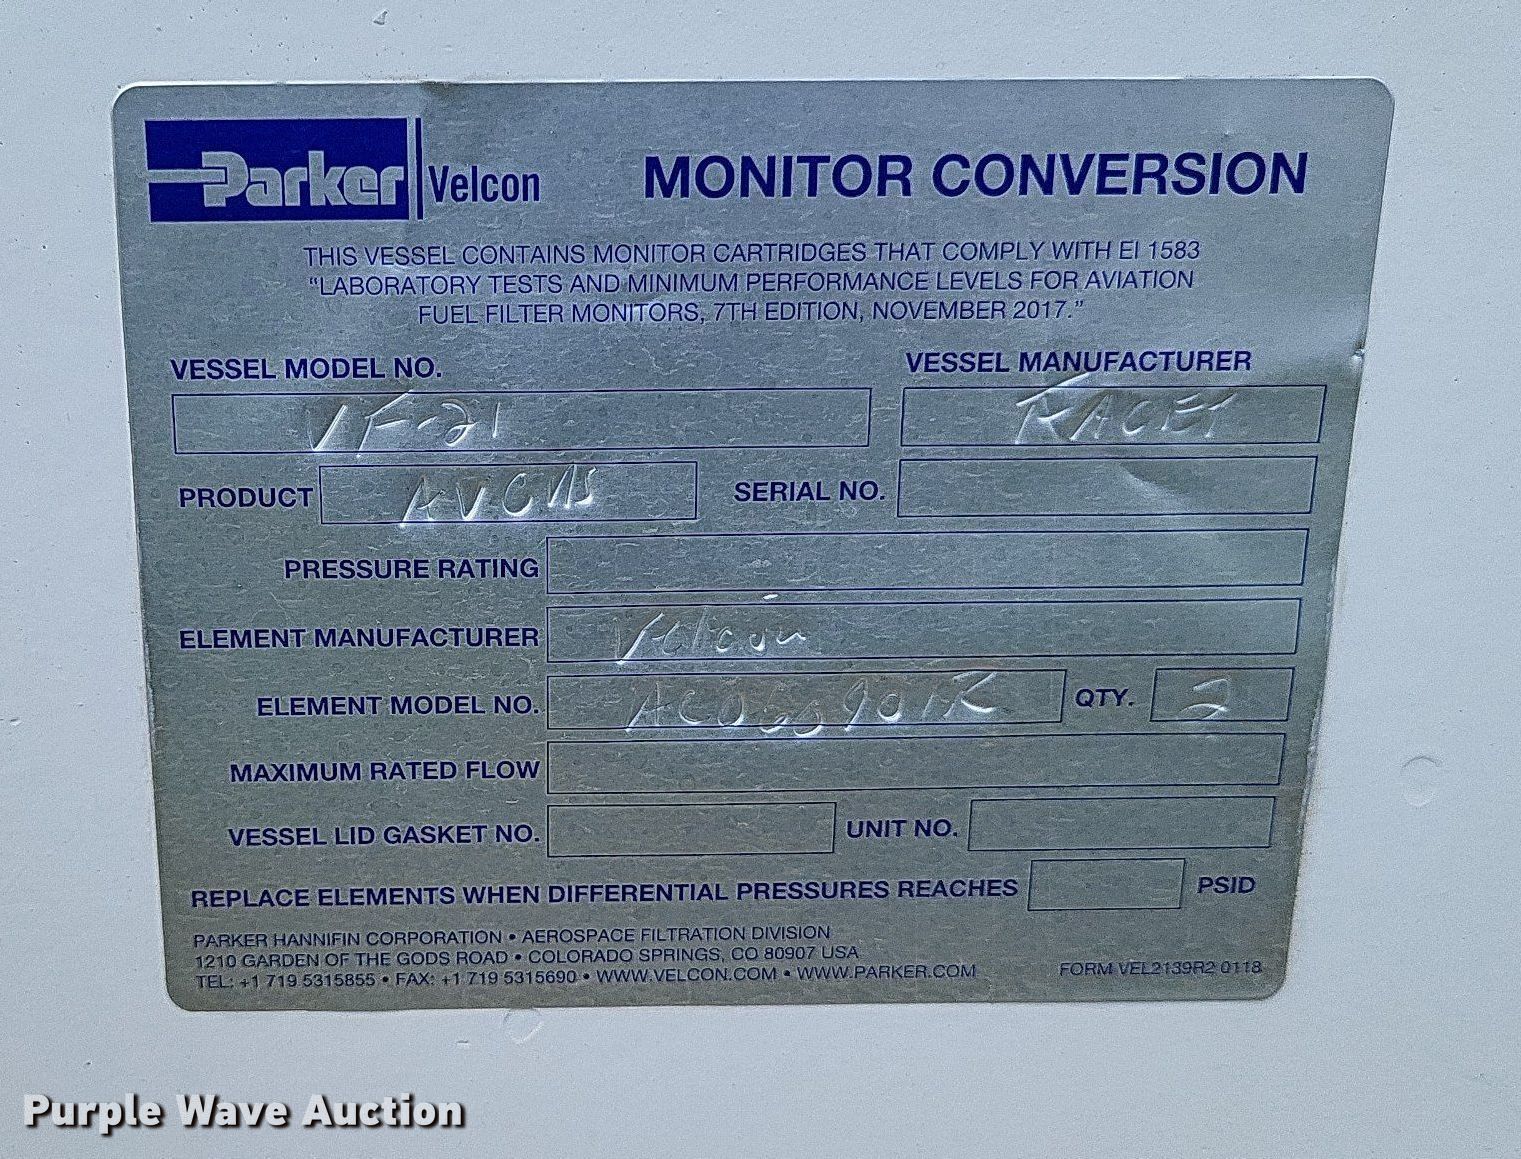 Parker Velcon MONITOR CONVERSION
THIS VESSEL CONTAINS MONITOR CARTRIDGES THAT COMPLY WITH EI 1583
“LABORATORY TESTS AND MINIMUM PERFORMANCE LEVELS FOR AVIATION
FUEL FILTER MONITORS, 7TH EDITION, NOVEMBER 2017.”
VESSEL MODEL NO. VESSEL MANUFACTURER
VF-21
PRODUCT SERIAL NO.
PRESSURE RATING
ELEMENT MANUFACTURER Velcon
ELEMENT MODEL NO. QTY. 2
MAXIMUM RATED FLOW
VESSEL LID GASKET NO. UNIT NO.
REPLACE ELEMENTS WHEN DIFFERENTIAL PRESSURES REACHES PSID
PARKER HANNIFIN CORPORATION • AEROSPACE FILTRATION DIVISION
1210 GARDEN OF THE GODS ROAD • COLORADO SPRINGS, CO 80907 USA
TEL: +1 719 5315855 • FAX: +1 719 5315690 • WWW.VELCON.COM • WWW.PARKER.COM FORM VEL2139R2 0118
Purple Wave Auction